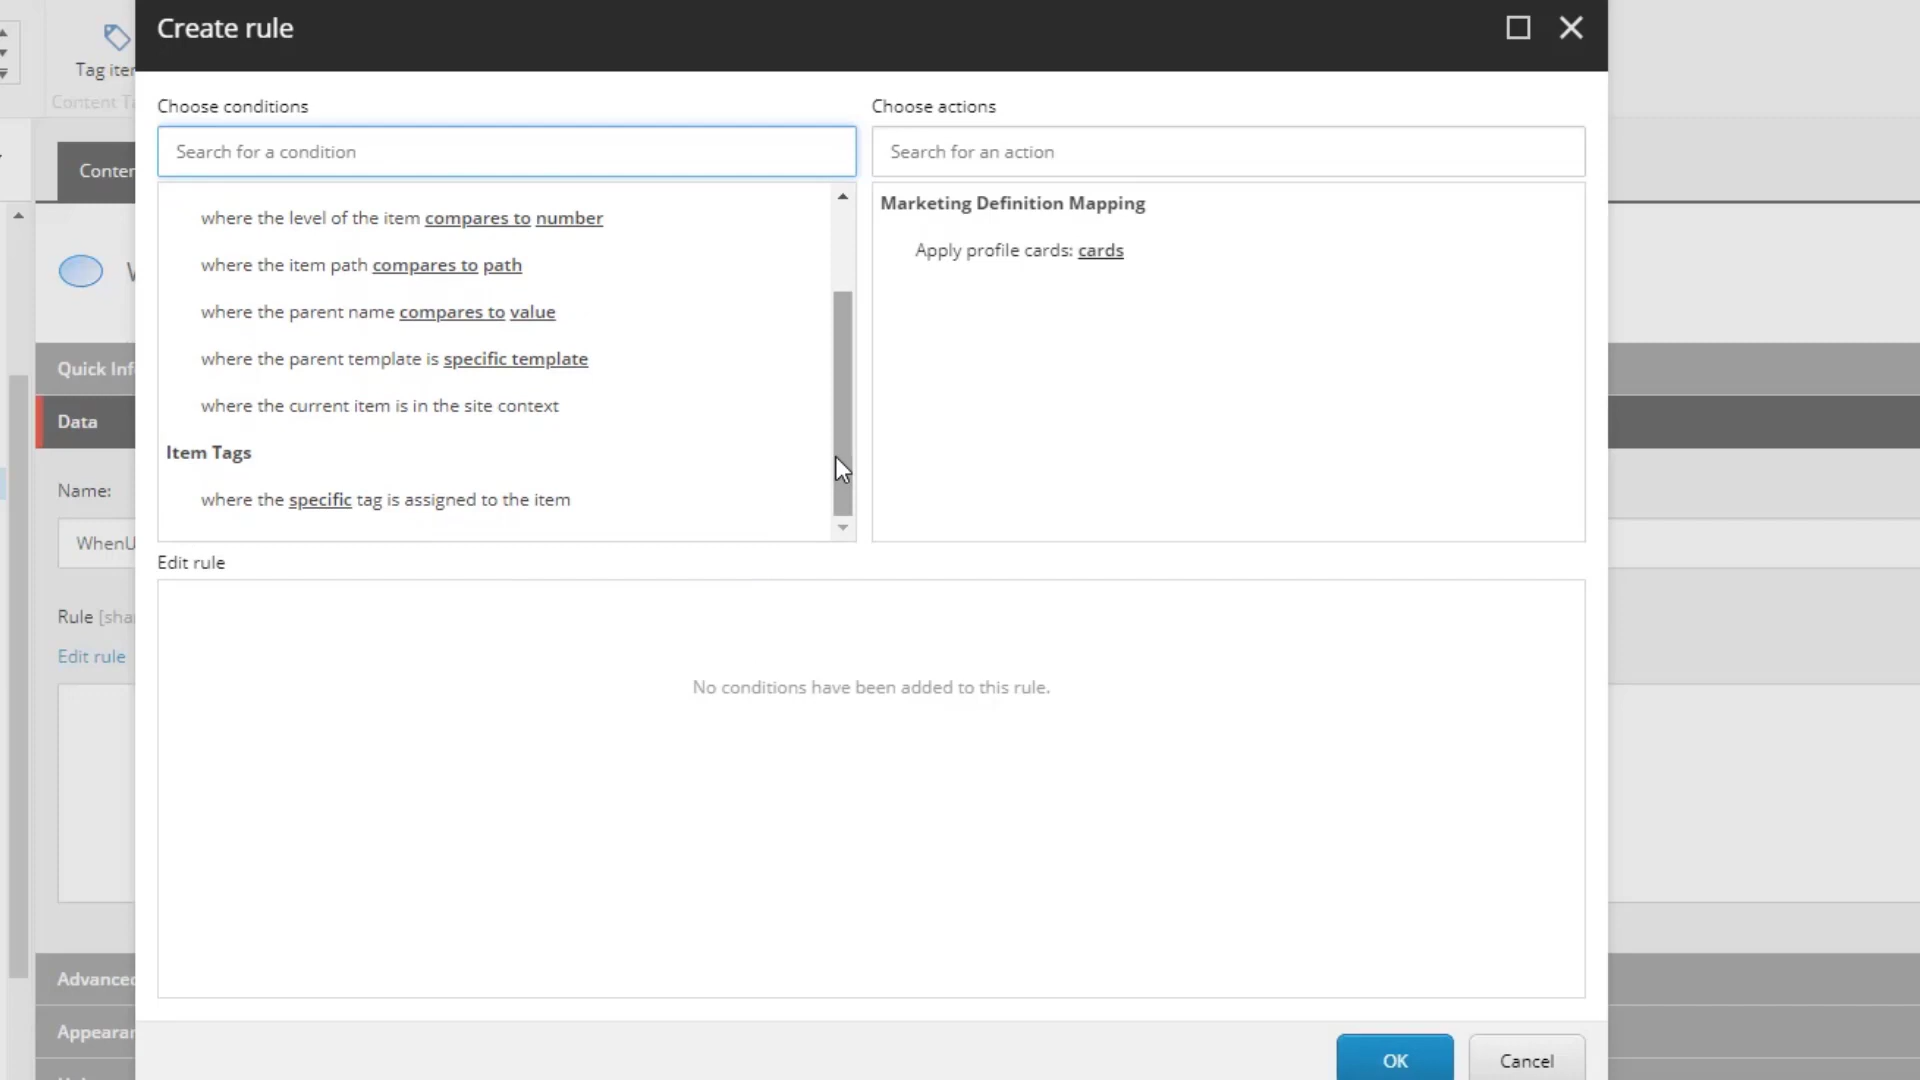 Create rule
Tag iter
Content Ta
Choose conditions
Choose actions
Search for a condition
Search for an action
Conter
where the level of the item compares to number
where the item path compares to path
where the parent name compares to value
where the parent template is specific template
where the current item is in the site context
Item Tags
where the specific tag is assigned to the item
Marketing Definition Mapping
Apply profile cards: cards
Quick Inf
Data
Name:
WhenU
Rule [sha
Edit rule
Edit rule
No conditions have been added to this rule.
Advanced
Appearar
OK
Cancel